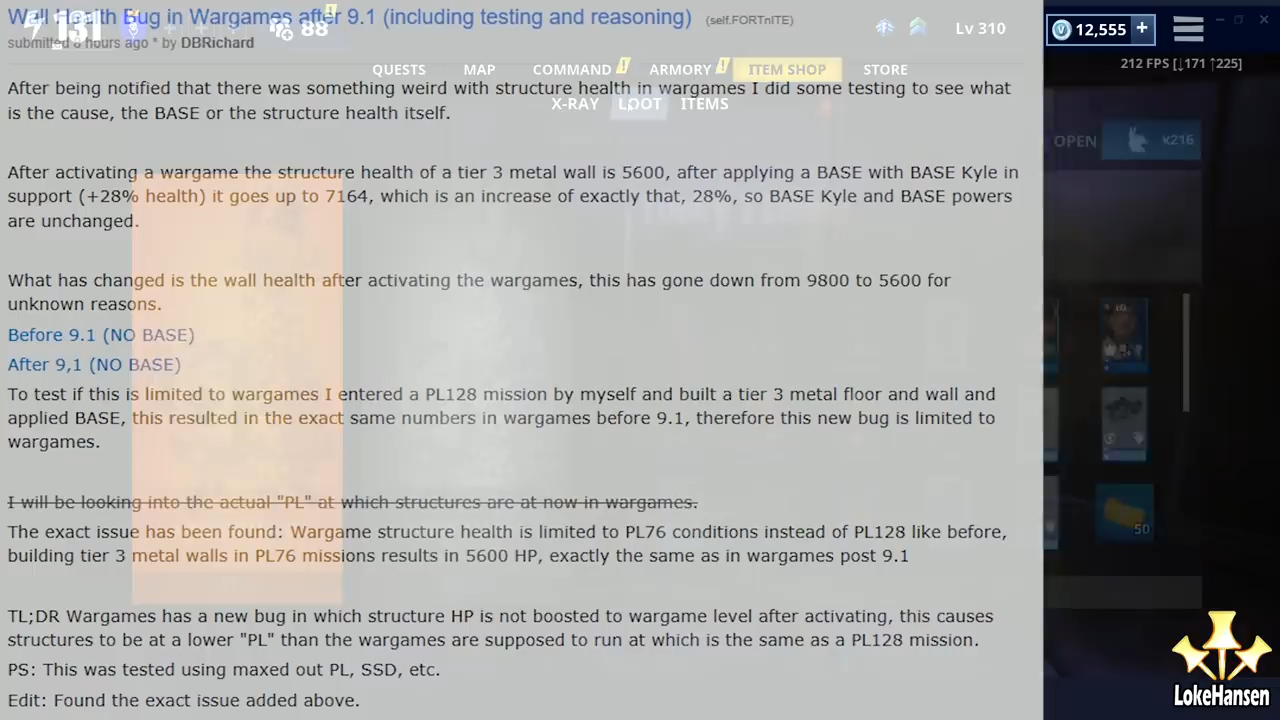 Wall Health Bug in Wargames after 9.1 (including testing and reasoning) (self.FORTnITE)
131
88
Lv 310
12,555 +
submitted 8 hours ago * by DBRichard
212 FPS [↓171 ↑225]
QUESTS MAP COMMAND ARMORY ITEM SHOP STORE
After being notified that there was something weird with structure health in wargames I did some testing to see what
X-RAY LOOT ITEMS
is the cause, the BASE or the structure health itself.
OPEN x216
After activating a wargame the structure health of a tier 3 metal wall is 5600, after applying a BASE with BASE Kyle in
support (+28% health) it goes up to 7164, which is an increase of exactly that, 28%, so BASE Kyle and BASE powers
are unchanged.
What has changed is the wall health after activating the wargames, this has gone down from 9800 to 5600 for
unknown reasons.
Before 9.1 (NO BASE)
After 9,1 (NO BASE)
To test if this is limited to wargames I entered a PL128 mission by myself and built a tier 3 metal floor and wall and
applied BASE, this resulted in the exact same numbers in wargames before 9.1, therefore this new bug is limited to
wargames.
I will be looking into the actual "PL" at which structures are at now in wargames.
50
The exact issue has been found: Wargame structure health is limited to PL76 conditions instead of PL128 like before,
building tier 3 metal walls in PL76 missions results in 5600 HP, exactly the same as in wargames post 9.1
TL;DR Wargames has a new bug in which structure HP is not boosted to wargame level after activating, this causes
structures to be at a lower "PL" than the wargames are supposed to run at which is the same as a PL128 mission.
PS: This was tested using maxed out PL, SSD, etc.
Edit: Found the exact issue added above.
LokeHansen